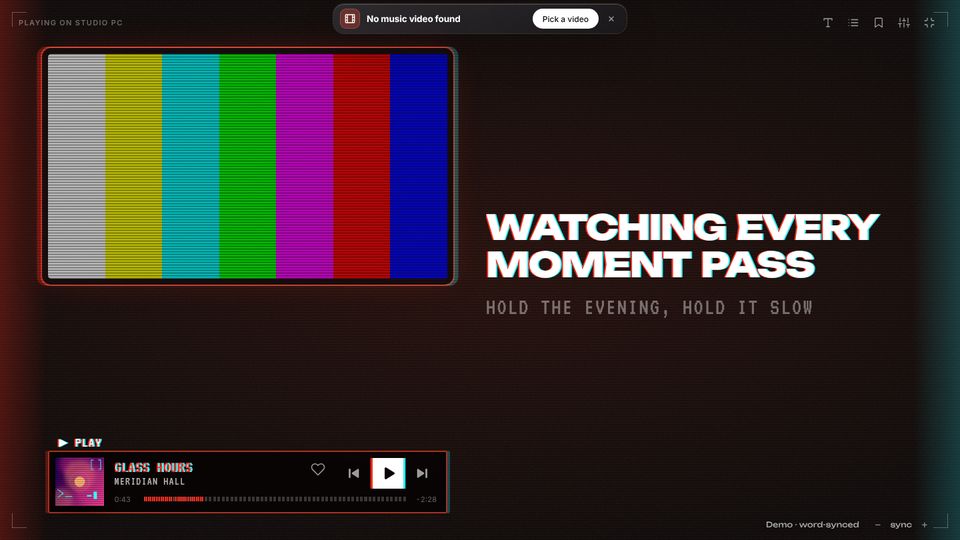 PLAYING ON STUDIO PC
No music video found
Pick a video
WATCHING EVERY
MOMENT PASS
HOLD THE EVENING, HOLD IT SLOW
PLAY
GLASS HOURS
MERIDIAN HALL
0:43
-2:28
Demo · word-synced
− sync +